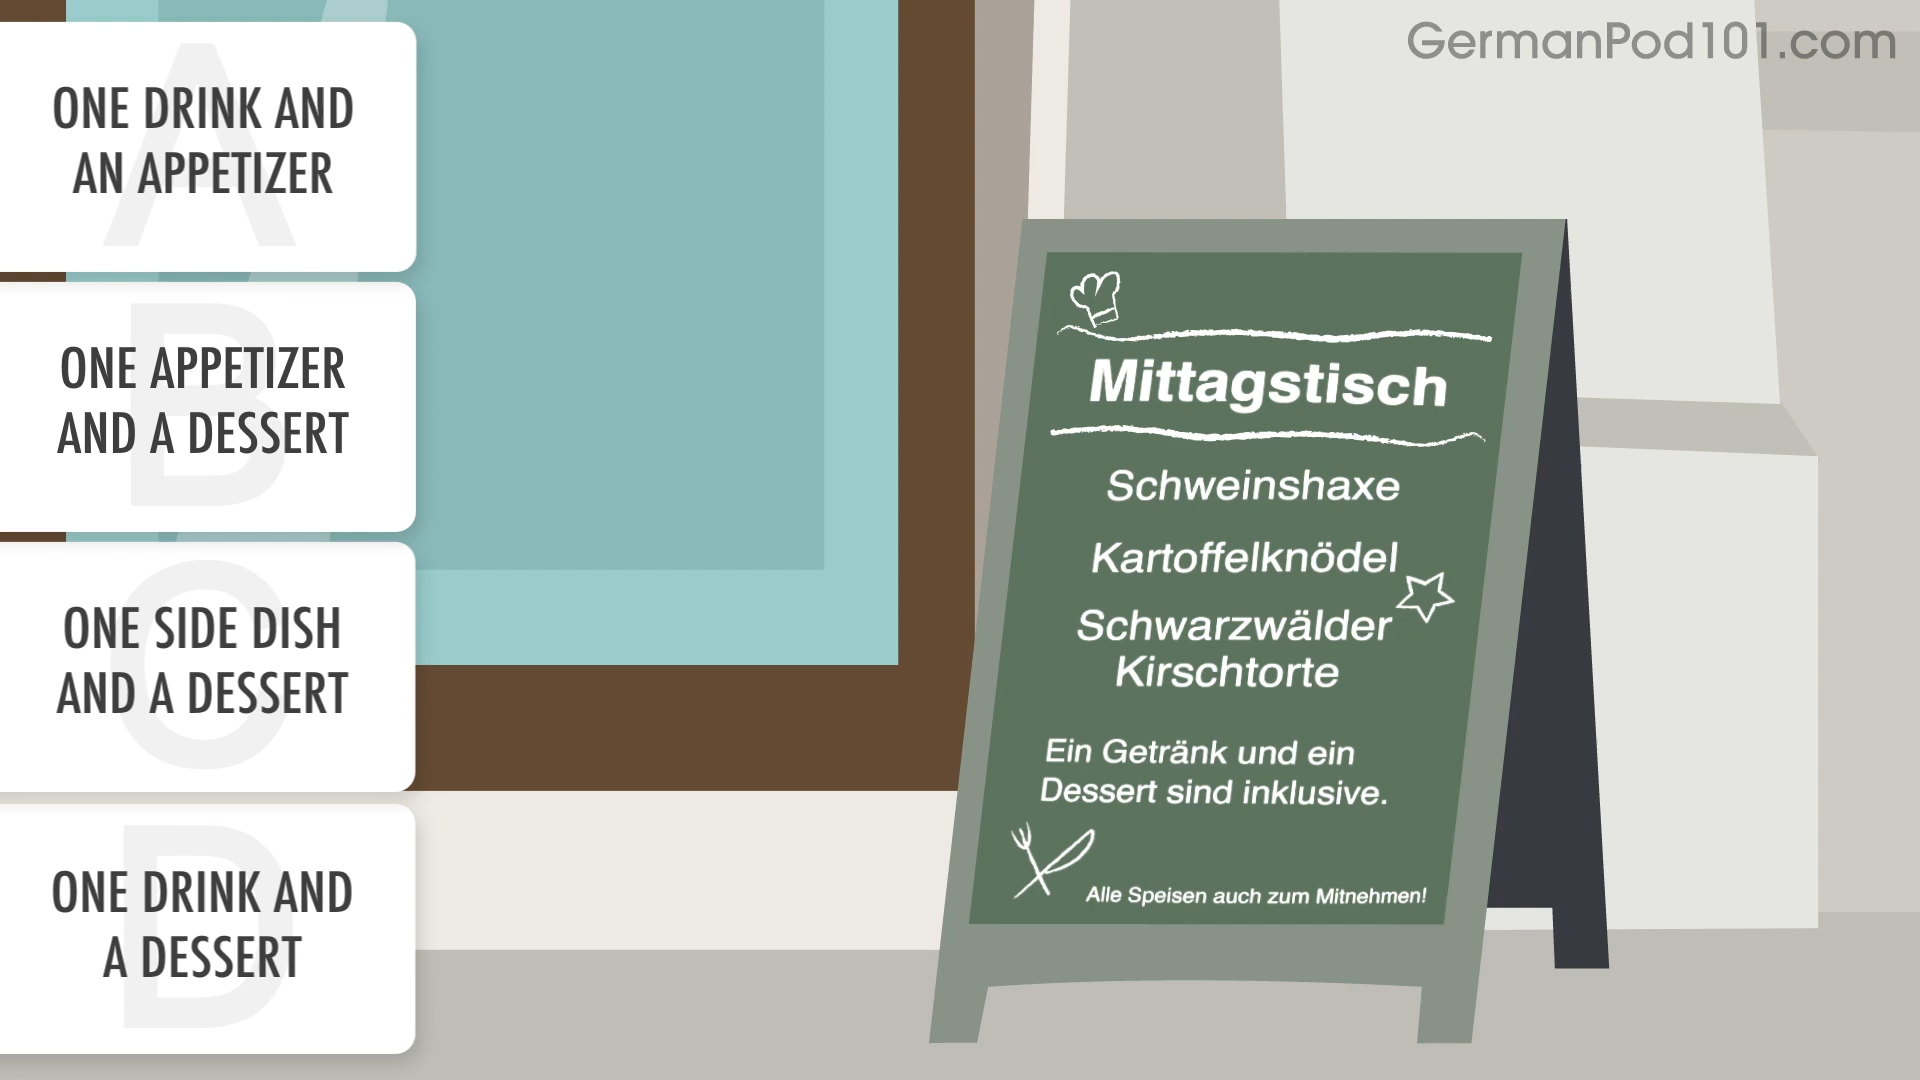 GermanPod101.com
A
ONE DRINK AND
AN APPETIZER
B
ONE APPETIZER
AND A DESSERT
C
ONE SIDE DISH
AND A DESSERT
D
ONE DRINK AND
A DESSERT
Mittagstisch
Schweinshaxe
Kartoffelknödel
Schwarzwälder
Kirschtorte
Ein Getränk und ein
Dessert sind inklusive.
Alle Speisen auch zum Mitnehmen!